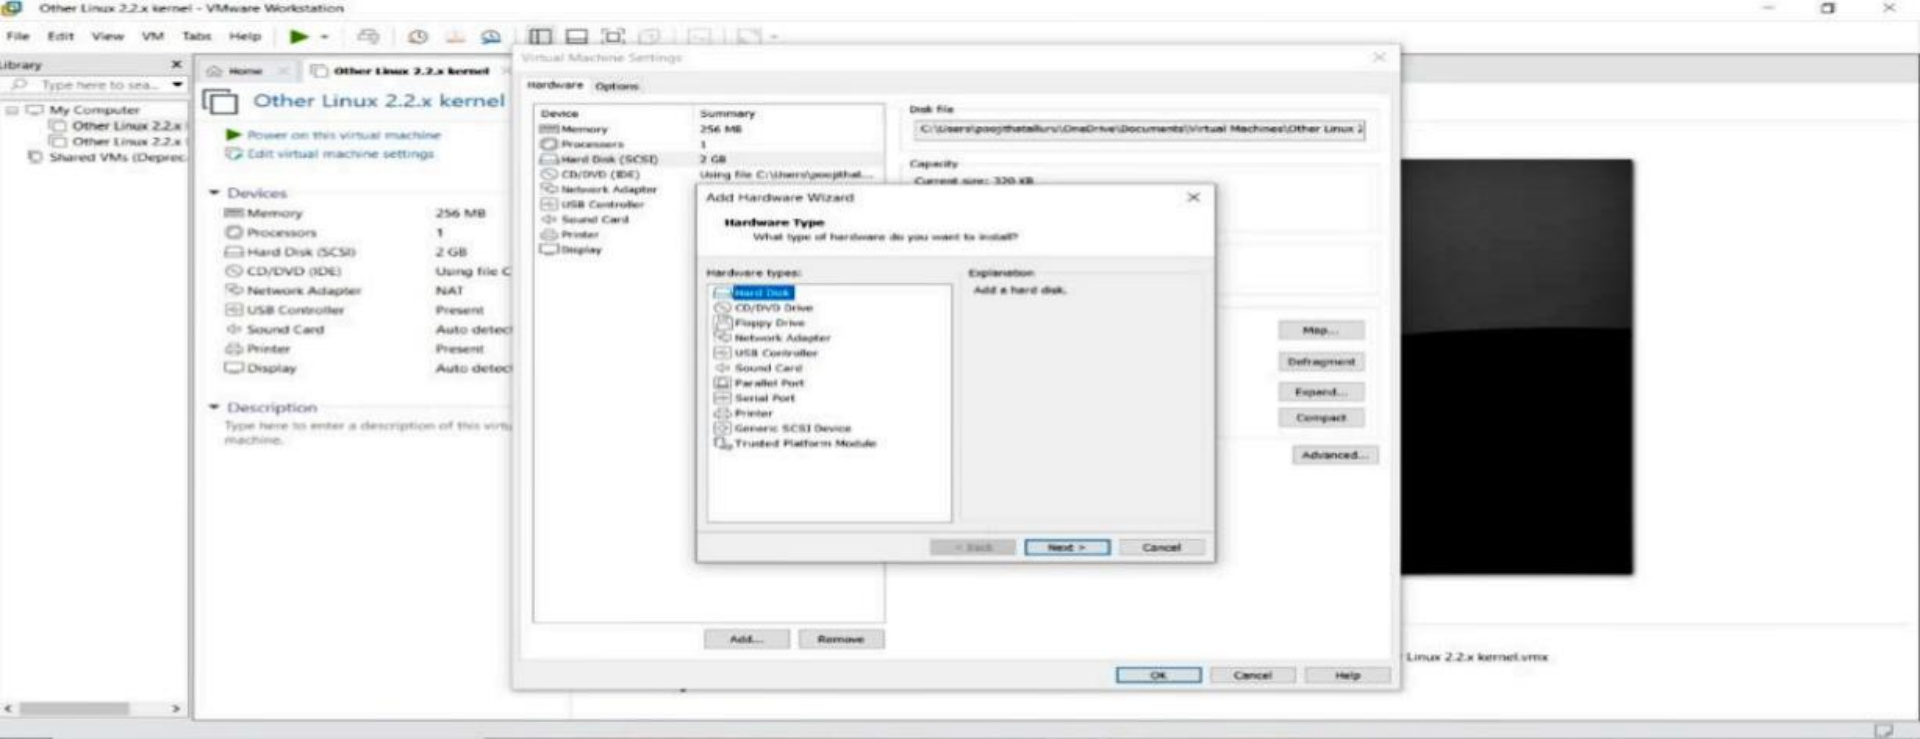 Other Linux 2.2.x kernel - VMware Workstation
File Edit View VM Tabs Help
Library
Type here to sea...
My Computer
Other Linux 2.2.x
Other Linux 2.2.x
Shared VMs (Deprec
Home
Other Linux 2.2.x kernel
Other Linux 2.2.x kernel
Power on this virtual machine
Edit virtual machine settings
Devices
Memory 256 MB
Processors 1
Hard Disk (SCSI) 2 GB
CD/DVD (IDE) Using file C
Network Adapter NAT
USB Controller Present
Sound Card Auto detect
Printer Present
Display Auto detect
Description
Type here to enter a description of this virtu
machine.
Virtual Machine Settings
Hardware Options
Device Summary
Memory 256 MB
Processors 1
Hard Disk (SCSI) 2 GB
CD/DVD (IDE) Using file C:\Users\poojithat...
Network Adapter
USB Controller
Sound Card
Printer
Display
Add... Remove
Disk file
C:\Users\poojithatalluru\OneDrive\Documents\Virtual Machines\Other Linux 2
Capacity
Current size: 320 KB
Map...
Defragment
Expand...
Compact
Advanced...
OK Cancel Help
Add Hardware Wizard
Hardware Type
What type of hardware do you want to install?
Hardware types:
Hard Disk
CD/DVD Drive
Floppy Drive
Network Adapter
USB Controller
Sound Card
Parallel Port
Serial Port
Printer
Generic SCSI Device
Trusted Platform Module
Explanation
Add a hard disk.
< Back Next > Cancel
Linux 2.2.x kernel.vmx